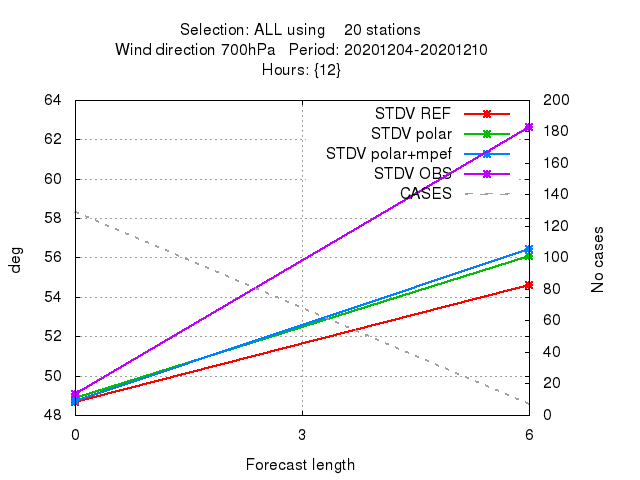 Selection: ALL using 20 stations
Wind direction 700hPa Period: 20201204-20201210
Hours: {12}
64 200
STDV REF
180
62 STDV polar
160
STDV polar+mpef
60 STDV OBS
140
CASES
58 120
56 100
deg
No cases
80
54
60
52
40
50 20
48 0
0 3 6
Forecast length